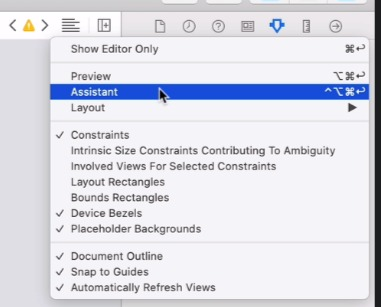 Show Editor Only ⌘↩
Preview ⌥⌘↩
Assistant ^⌥⌘↩
Layout ▶
✓ Constraints
Intrinsic Size Constraints Contributing To Ambiguity
Involved Views For Selected Constraints
Layout Rectangles
Bounds Rectangles
✓ Device Bezels
✓ Placeholder Backgrounds
✓ Document Outline
✓ Snap to Guides
✓ Automatically Refresh Views